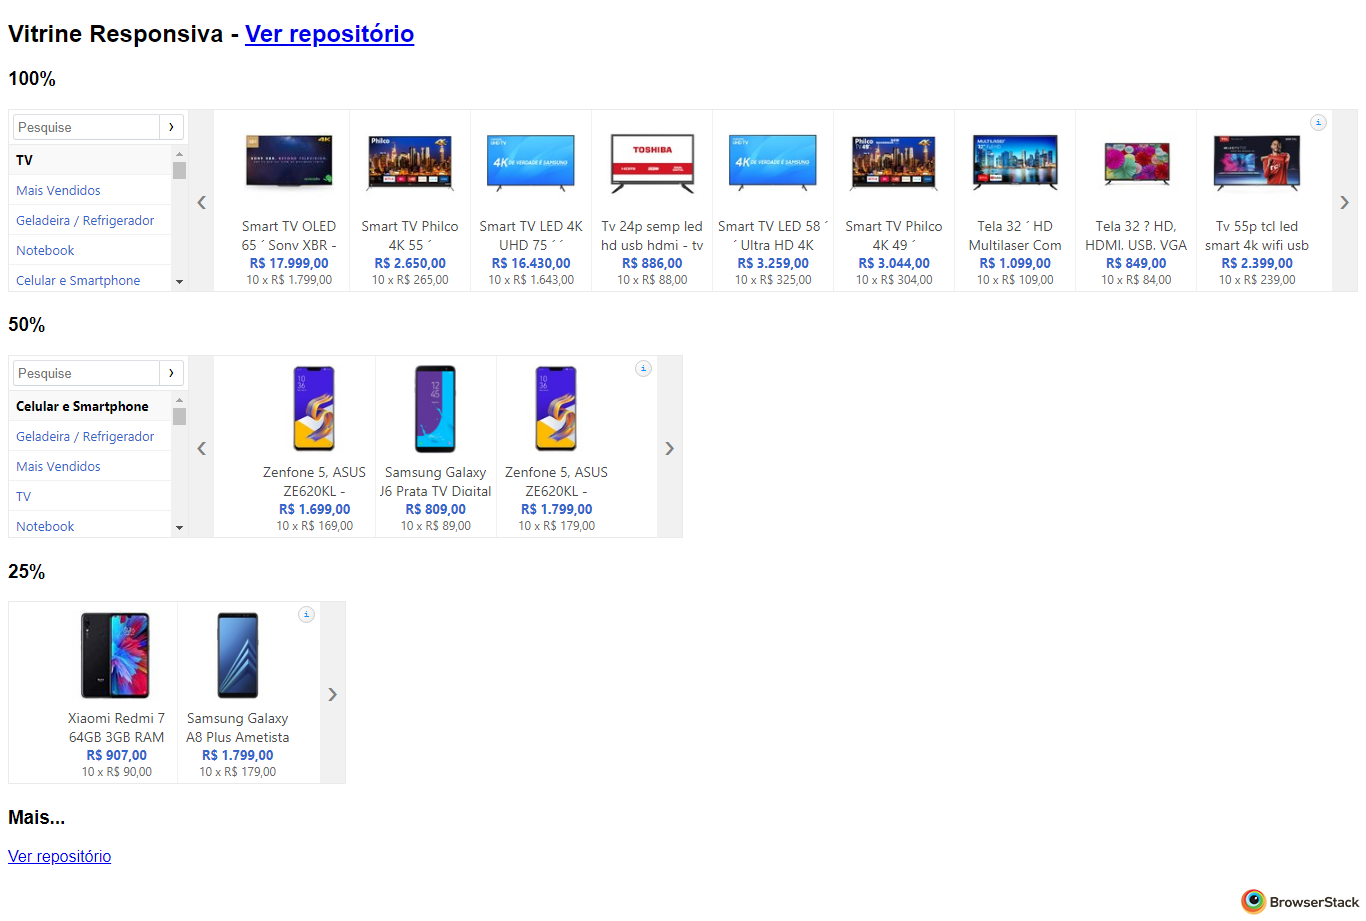 Vitrine Responsiva - Ver repositório
100%
Pesquise
TV
Mais Vendidos
Geladeira / Refrigerador
Notebook
Celular e Smartphone
Smart TV OLED
65 ´ Sony XBR -
R$ 17.999,00
10 x R$ 1.799,00
Smart TV Philco
4K 55 ´
R$ 2.650,00
10 x R$ 265,00
Smart TV LED 4K
UHD 75 ´ ´
R$ 16.430,00
10 x R$ 1.643,00
TOSHIBA
Tv 24p semp led
hd usb hdmi - tv
R$ 886,00
10 x R$ 88,00
4K DE VERDADE É SAMSUNG
Smart TV LED 58 ´
´ Ultra HD 4K
R$ 3.259,00
10 x R$ 325,00
Smart TV Philco
4K 49 ´
R$ 3.044,00
10 x R$ 304,00
Tela 32 ´ HD
Multilaser Com
R$ 1.099,00
10 x R$ 109,00
Tela 32 ? HD,
HDMI, USB, VGA
R$ 849,00
10 x R$ 84,00
Tv 55p tcl led
smart 4k wifi usb
R$ 2.399,00
10 x R$ 239,00
50%
Pesquise
Celular e Smartphone
Geladeira / Refrigerador
Mais Vendidos
TV
Notebook
Zenfone 5, ASUS
ZE620KL -
R$ 1.699,00
10 x R$ 169,00
Samsung Galaxy
J6 Prata TV Digital
R$ 809,00
10 x R$ 89,00
Zenfone 5, ASUS
ZE620KL -
R$ 1.799,00
10 x R$ 179,00
25%
Xiaomi Redmi 7
64GB 3GB RAM
R$ 907,00
10 x R$ 90,00
Samsung Galaxy
A8 Plus Ametista
R$ 1.799,00
10 x R$ 179,00
Mais...
Ver repositório
BrowserStack